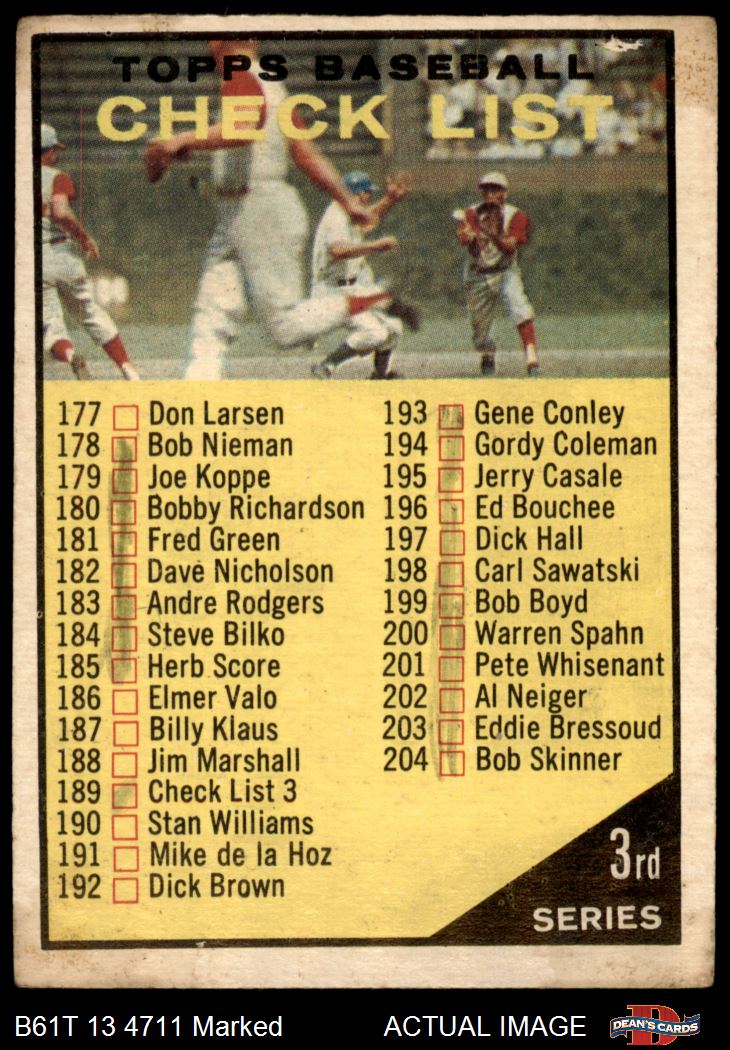 TOPPS BASEBALL
CHECK LIST
177 Don Larsen
178 Bob Nieman
179 Joe Koppe
180 Bobby Richardson
181 Fred Green
182 Dave Nicholson
183 Andre Rodgers
184 Steve Bilko
185 Herb Score
186 Elmer Valo
187 Billy Klaus
188 Jim Marshall
189 Check List 3
190 Stan Williams
191 Mike de la Hoz
192 Dick Brown
193 Gene Conley
194 Gordy Coleman
195 Jerry Casale
196 Ed Bouchee
197 Dick Hall
198 Carl Sawatski
199 Bob Boyd
200 Warren Spahn
201 Pete Whisenant
202 Al Neiger
203 Eddie Bressoud
204 Bob Skinner
3rd
SERIES
B61T 13 4711 Marked
ACTUAL IMAGE
DEAN'S CARDS